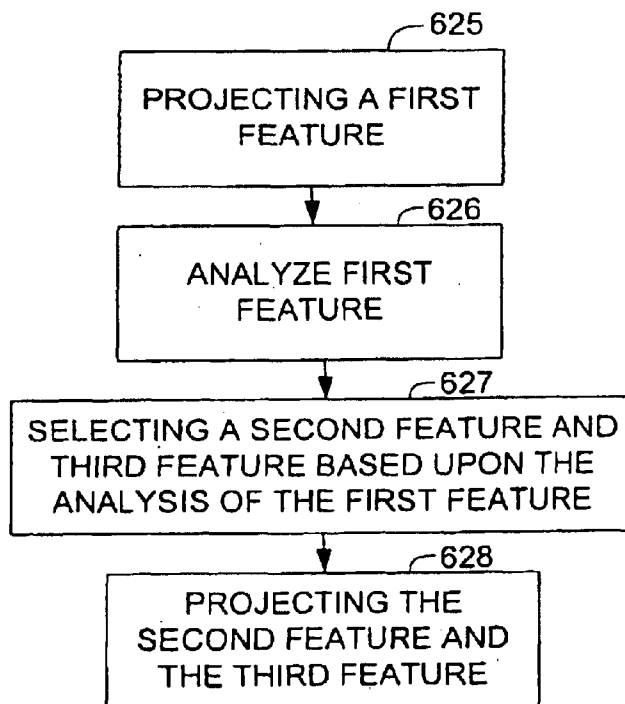 625
PROJECTING A FIRST
FEATURE
626
ANALYZE FIRST
FEATURE
627
SELECTING A SECOND FEATURE AND
THIRD FEATURE BASED UPON THE
ANALYSIS OF THE FIRST FEATURE
628
PROJECTING THE
SECOND FEATURE AND
THE THIRD FEATURE